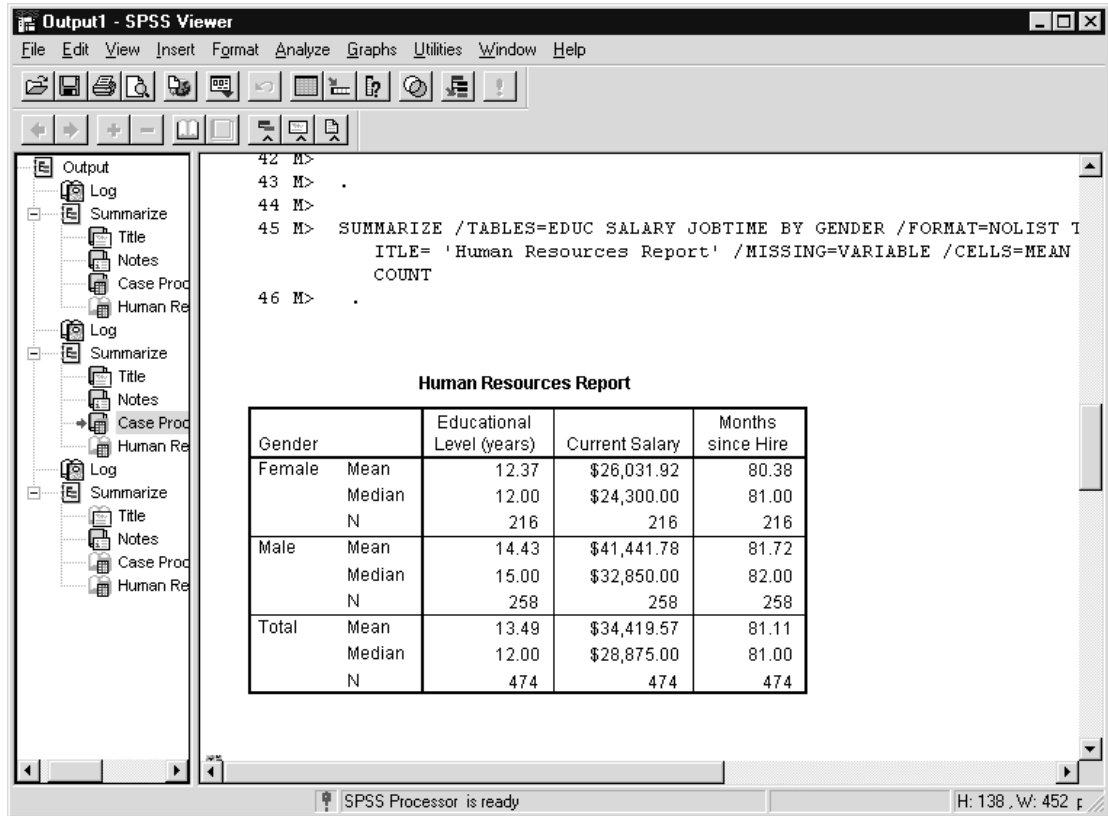 Output1 - SPSS Viewer
File Edit View Insert Format Analyze Graphs Utilities Window Help
Output
Log
Summarize
Title
Notes
Case Proc
Human Re
Log
Summarize
Title
Notes
Case Proc
Human Re
Log
Summarize
Title
Notes
Case Proc
Human Re
42 M>
43 M> .
44 M>
45 M> SUMMARIZE /TABLES=EDUC SALARY JOBTIME BY GENDER /FORMAT=NOLIST T
ITLE= 'Human Resources Report' /MISSING=VARIABLE /CELLS=MEAN
COUNT
46 M> .
Human Resources Report
Gender Educational Level (years) Current Salary Months since Hire
Female Mean 12.37 $26,031.92 80.38
Median 12.00 $24,300.00 81.00
N 216 216 216
Male Mean 14.43 $41,441.78 81.72
Median 15.00 $32,850.00 82.00
N 258 258 258
Total Mean 13.49 $34,419.57 81.11
Median 12.00 $28,875.00 81.00
N 474 474 474
SPSS Processor is ready
H: 138 , W: 452 p